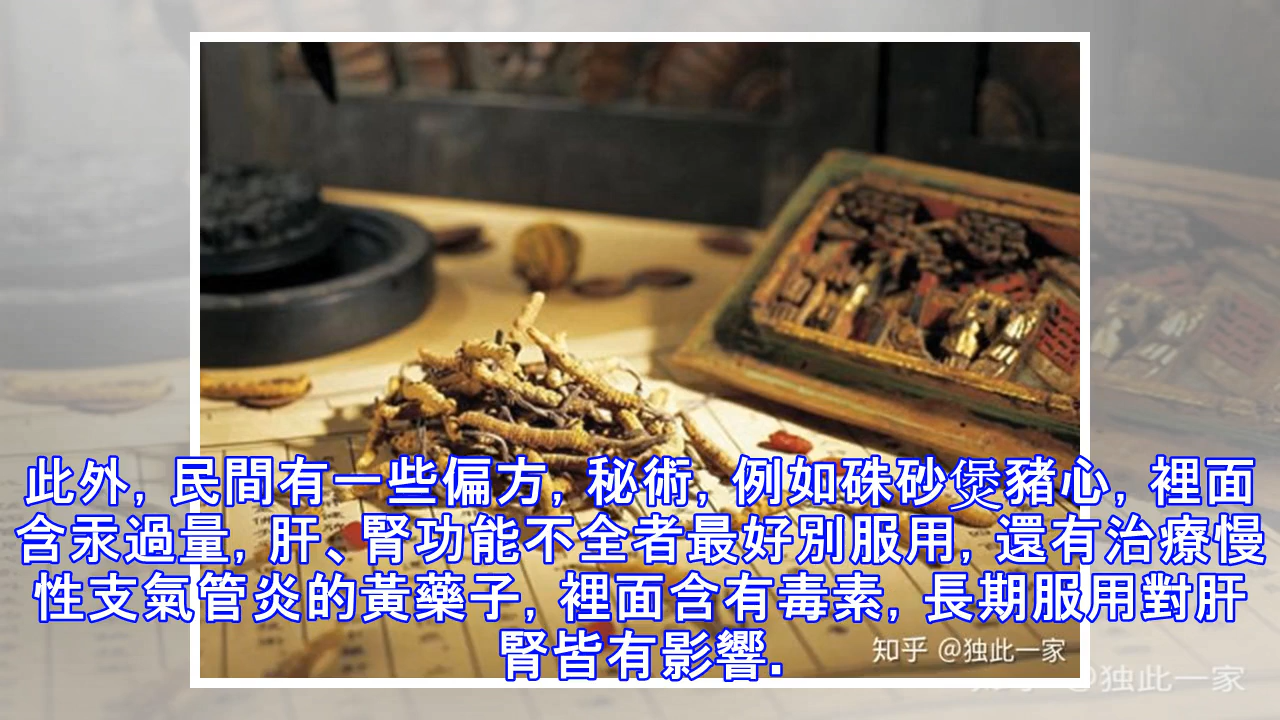 此外, 民間有一些偏方, 秘術, 例如硃砂煲豬心, 裡面
含汞過量, 肝、腎功能不全者最好別服用, 還有治療慢
性支氣管炎的黃藥子, 裡面含有毒素, 長期服用對肝
腎皆有影響.
知乎 @独此一家